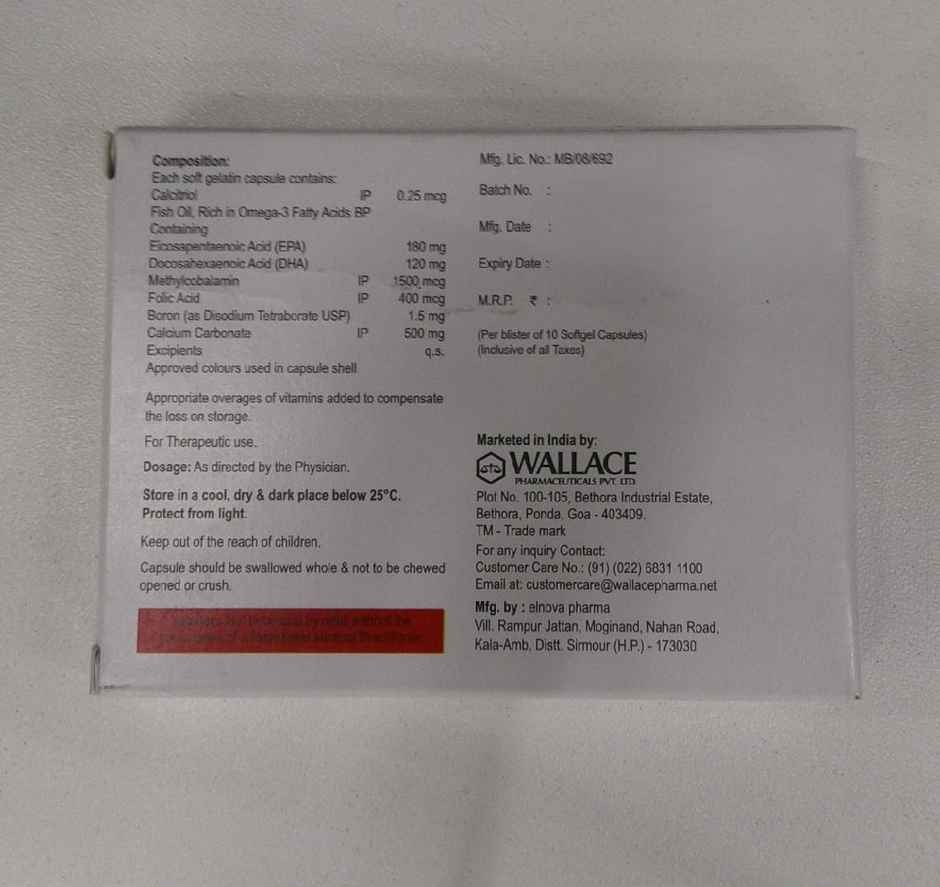 Composition:
Each soft gelatin capsule contains:
Calcitriol IP 0.25 mcg
Fish Oil, Rich in Omega-3 Fatty Acids BP
Containing
Eicosapentaenoic Acid (EPA) 180 mg
Docosahexaenoic Acid (DHA) 120 mg
Methylcobalamin IP 1500 mcg
Folic Acid IP 400 mcg
Boron (as Disodium Tetraborate USP) 1.5 mg
Calcium Carbonate IP 500 mg
Excipients q.s.
Approved colours used in capsule shell
Appropriate overages of vitamins added to compensate
the loss on storage.
For Therapeutic use.
Dosage: As directed by the Physician.
Store in a cool, dry & dark place below 25°C.
Protect from light.
Keep out of the reach of children.
Capsule should be swallowed whole & not to be chewed
opened or crush.
Mfg. Lic. No.: MB/08/692
Batch No. :
Mfg. Date :
Expiry Date :
M.R.P. ₹ :
(Per blister of 10 Softgel Capsules)
(Inclusive of all Taxes)
Marketed in India by:
WALLACE
PHARMACEUTICALS PVT. LTD.
Plot No. 100-105, Bethora Industrial Estate,
Bethora, Ponda, Goa - 403409.
TM - Trade mark
For any inquiry Contact:
Customer Care No.: (91) (022) 6831 1100
Email at: customercare@wallacepharma.net
Mfg. by : elnova pharma
Vill. Rampur Jattan, Moginand, Nahan Road,
Kala-Amb, Distt. Sirmour (H.P.) - 173030